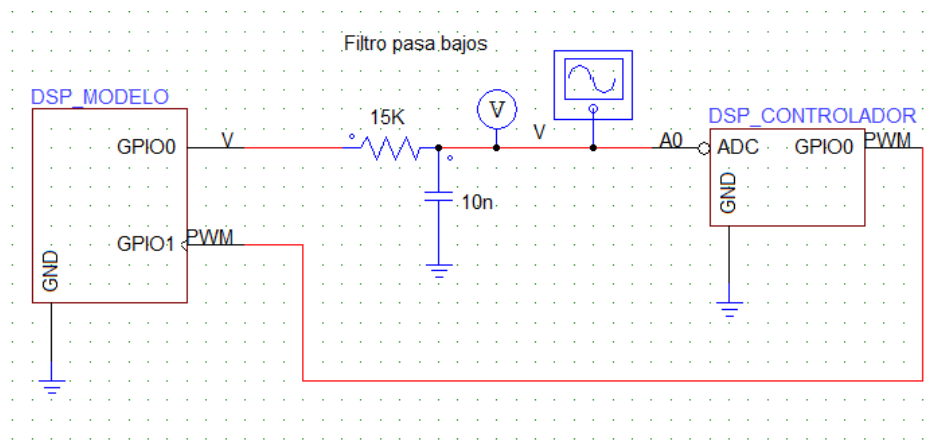 Filtro pasa bajos
DSP_MODELO
GPIO0
V
15K
V
V
DSP_CONTROLADOR
A0
ADC
GPIO0
PWM
GND
10n
GPIO1
PWM
GND